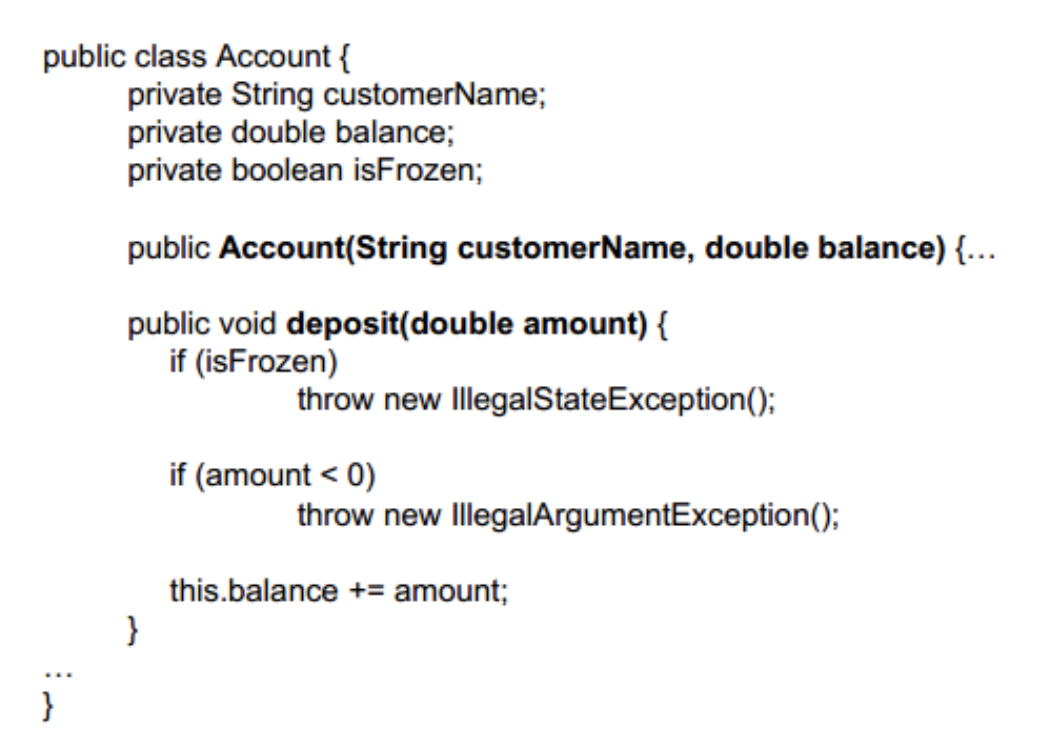 public class Account {
private String customerName;
private double balance;
private boolean isFrozen;
public Account(String customerName, double balance) {…
public void deposit(double amount) {
if (isFrozen)
throw new IllegalStateException();
if (amount < 0)
throw new IllegalArgumentException();
this.balance += amount;
}
…
}